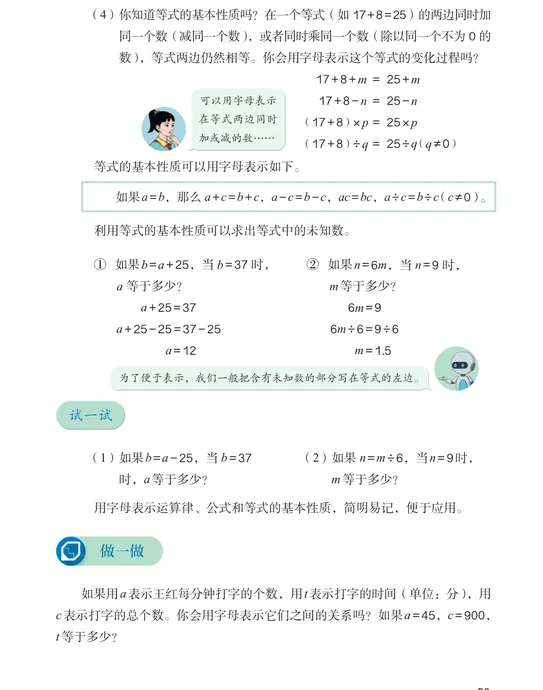 （4）你知道等式的基本性质吗？在一个等式（如 17+8=25）的两边同时加
同一个数（减同一个数），或者同时乘同一个数（除以同一个不为 0 的
数），等式两边仍然相等。你会用字母表示这个等式的变化过程吗？
17+8+m = 25+m
17+8-n = 25-n
（17+8）×p = 25×p
（17+8）÷q = 25÷q（q≠0）
可以用字母表示
在等式两边同时
加或减的数……
等式的基本性质可以用字母表示如下。
如果a=b，那么 a+c=b+c，a-c=b-c，ac=bc，a÷c=b÷c（c≠0）。
利用等式的基本性质可以求出等式中的未知数。
① 如果b=a+25，当 b=37 时，
a 等于多少？
a+25=37
a+25-25=37-25
a=12
② 如果n=6m，当 n=9 时，
m等于多少？
6m=9
6m÷6=9÷6
m=1.5
为了便于表示，我们一般把含有未知数的部分写在等式的左边。
试一试
（1）如果b=a-25，当 b=37
时，a等于多少？
（2）如果 n=m÷6，当n=9时，
m等于多少？
用字母表示运算律、公式和等式的基本性质，简明易记，便于应用。
做一做
如果用a表示王红每分钟打字的个数，用t表示打字的时间（单位：分），用
c表示打字的总个数。你会用字母表示它们之间的关系吗？如果a=45，c=900，
t等于多少？